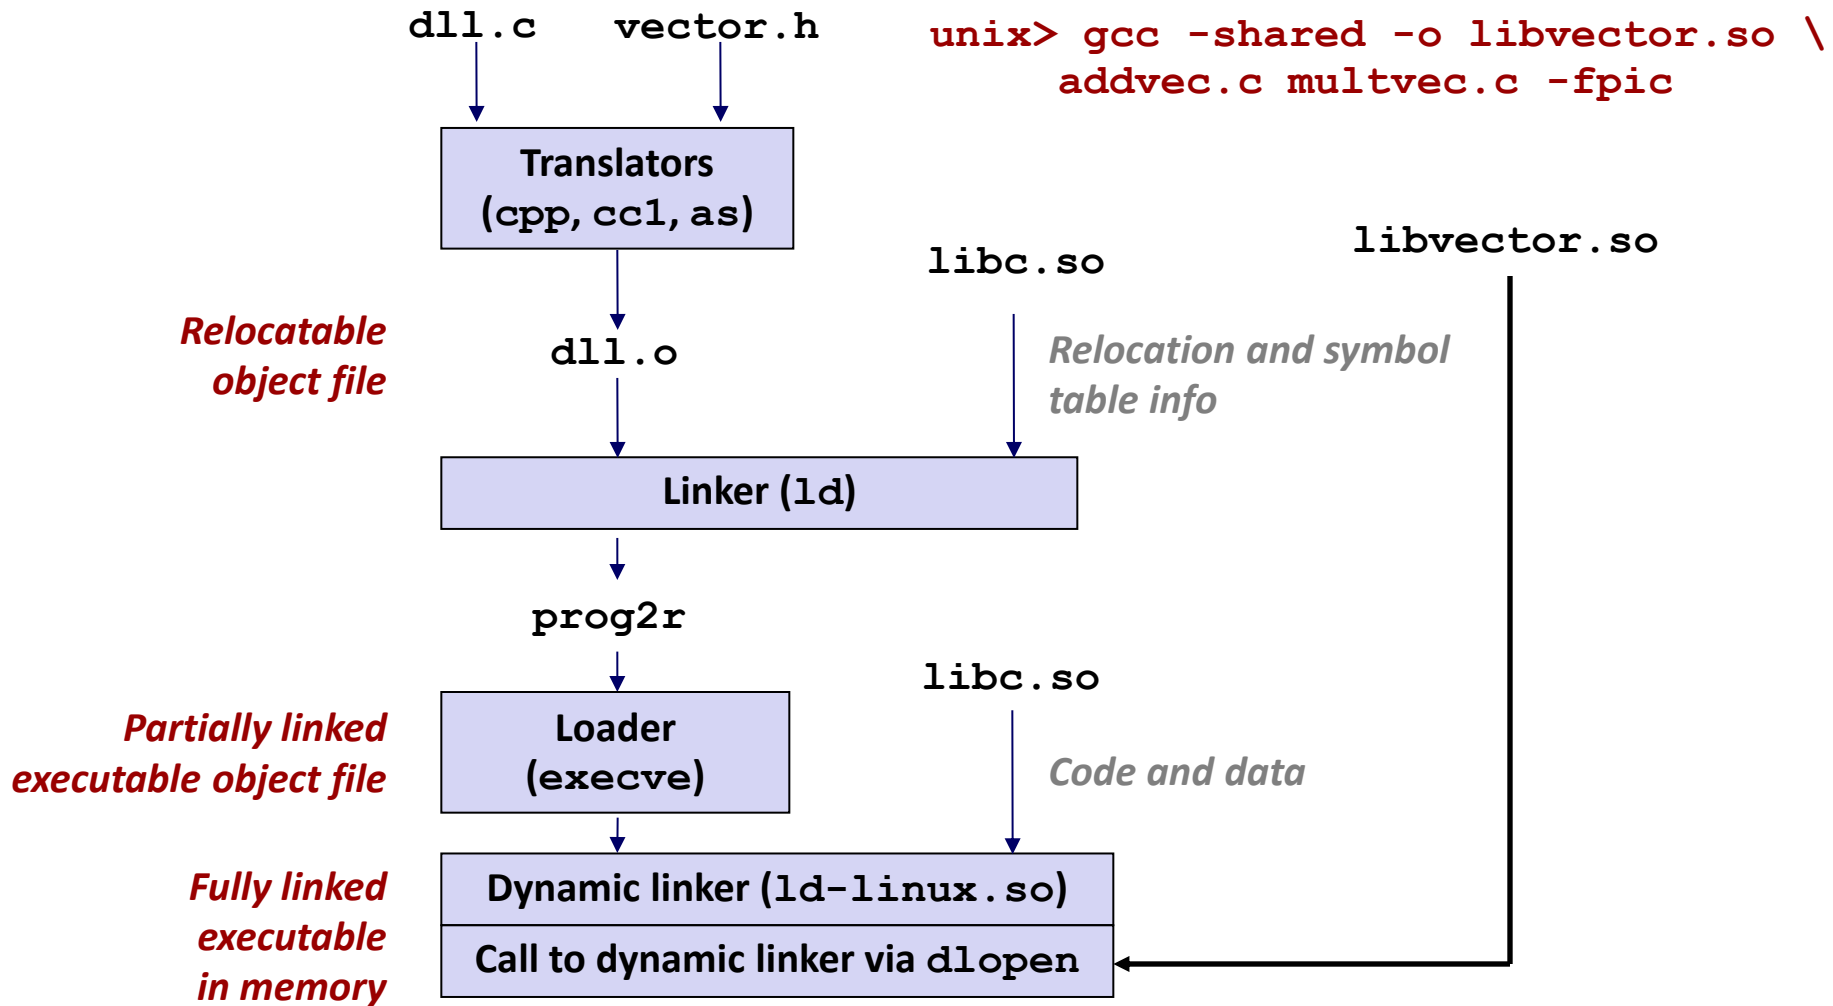 dll.c vector.h
unix> gcc -shared -o libvector.so \
addvec.c multvec.c -fpic
Translators
(cpp, cc1, as)
libc.so
libvector.so
Relocatable
object file
dll.o
Relocation and symbol
table info
Linker (ld)
prog2r
libc.so
Partially linked
executable object file
Loader
(execve)
Code and data
Fully linked
executable
in memory
Dynamic linker (ld-linux.so)
Call to dynamic linker via dlopen